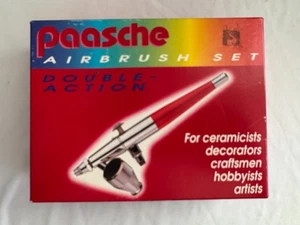 paasche
AIRBRUSH SET
DOUBLE-
ACTION
For ceramicists
decorators
craftsmen
hobbyists
artists